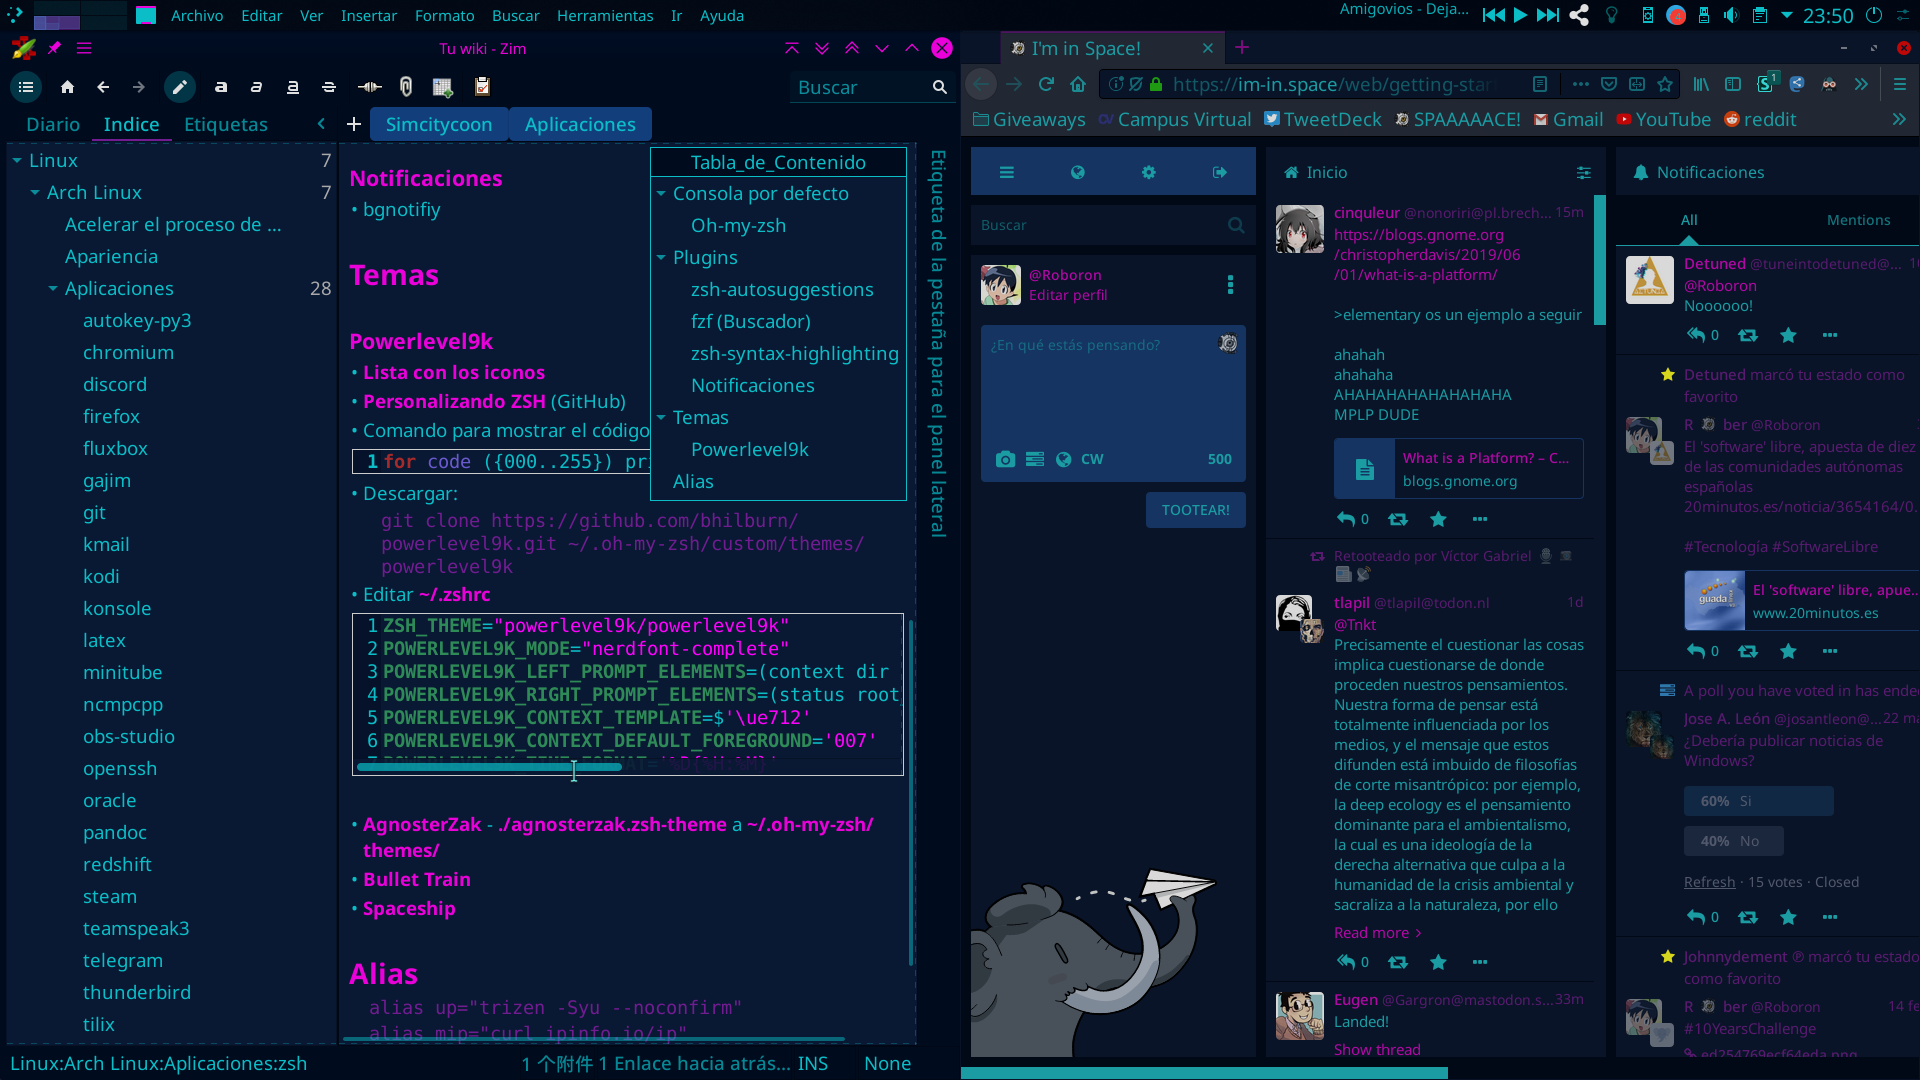 Archivo Editar Ver Insertar Formato Buscar Herramientas Ir Ayuda
Amigovios - Deja...
23:50
Tu wiki - Zim
Buscar
Diario Indice Etiquetas
Simcitycoon Aplicaciones
Linux 7
Arch Linux 7
Acelerar el proceso de ...
Apariencia
Aplicaciones 28
autokey-py3
chromium
discord
firefox
fluxbox
gajim
git
kmail
kodi
konsole
latex
minitube
ncmpcpp
obs-studio
openssh
oracle
pandoc
redshift
steam
teamspeak3
telegram
thunderbird
tilix
Notificaciones
• bgnotifiy
Temas
Powerlevel9k
• Lista con los iconos
• Personalizando ZSH (GitHub)
• Comando para mostrar el código
1 for code ({000..255}) pri
• Descargar:
git clone https://github.com/bhilburn/
powerlevel9k.git ~/.oh-my-zsh/custom/themes/
powerlevel9k
• Editar ~/.zshrc
1 ZSH_THEME="powerlevel9k/powerlevel9k"
2 POWERLEVEL9K_MODE="nerdfont-complete"
3 POWERLEVEL9K_LEFT_PROMPT_ELEMENTS=(context dir
4 POWERLEVEL9K_RIGHT_PROMPT_ELEMENTS=(status root_
5 POWERLEVEL9K_CONTEXT_TEMPLATE=$'\ue712'
6 POWERLEVEL9K_CONTEXT_DEFAULT_FOREGROUND='007'
• AgnosterZak - ./agnosterzak.zsh-theme a ~/.oh-my-zsh/
themes/
• Bullet Train
• Spaceship
Alias
alias up="trizen -Syu --noconfirm"
alias mip="curl ipinfo.io/ip"
Tabla_de_Contenido
Consola por defecto
Oh-my-zsh
Plugins
zsh-autosuggestions
fzf (Buscador)
zsh-syntax-highlighting
Notificaciones
Temas
Powerlevel9k
Alias
Etiqueta de la pestaña para el panel lateral
Linux:Arch Linux:Aplicaciones:zsh
1 个附件 1 Enlace hacia atrás... INS None
I'm in Space!
https://im-in.space/web/getting-star
1
Giveaways Campus Virtual TweetDeck SPAAAAACE! Gmail YouTube reddit
Buscar
@Roboron
Editar perfil
¿En qué estás pensando?
CW 500
TOOTEAR!
Inicio
cinquleur @nonoriri@pl.brech... 15m
https://blogs.gnome.org
/christopherdavis/2019/06
/01/what-is-a-platform/
>elementary os un ejemplo a seguir
ahahah
ahahaha
AHAHAHAHAHAHAHA
MPLP DUDE
What is a Platform? – C...
blogs.gnome.org
0
Retooteado por Víctor Gabriel
tlapil @tlapil@todon.nl 1d
@Tnkt
Precisamente el cuestionar las cosas
implica cuestionarse de donde
proceden nuestros pensamientos.
Nuestra forma de pensar está
totalmente influenciada por los
medios, y el mensaje que estos
difunden está imbuido de filosofías
de corte misantrópico: por ejemplo,
la deep ecology es el pensamiento
dominante para el ambientalismo,
la cual es una ideología de la
derecha alternativa que culpa a la
humanidad de la crisis ambiental y
sacraliza a la naturaleza, por ello
Read more
0
Eugen @Gargron@mastodon.s... 33m
Landed!
Show thread
Notificaciones
All Mentions
Detuned @tuneintodetuned@...
@Roboron
Noooooo!
0
Detuned marcó tu estado como
favorito
R ber @Roboron
El 'software' libre, apuesta de diez
de las comunidades autónomas
españolas
20minutos.es/noticia/3654164/0.
#Tecnología #SoftwareLibre
guada
El 'software' libre, apue...
www.20minutos.es
0
A poll you have voted in has ende
Jose A. León @josantleon@... 22 ma
¿Debería publicar noticias de
Windows?
60% Si
40% No
Refresh · 15 votes · Closed
0
Johnnydement ℗ marcó tu estado
como favorito
R ber @Roboron 14 fe
#10YearsChallenge
ed254769ecf64eda.png